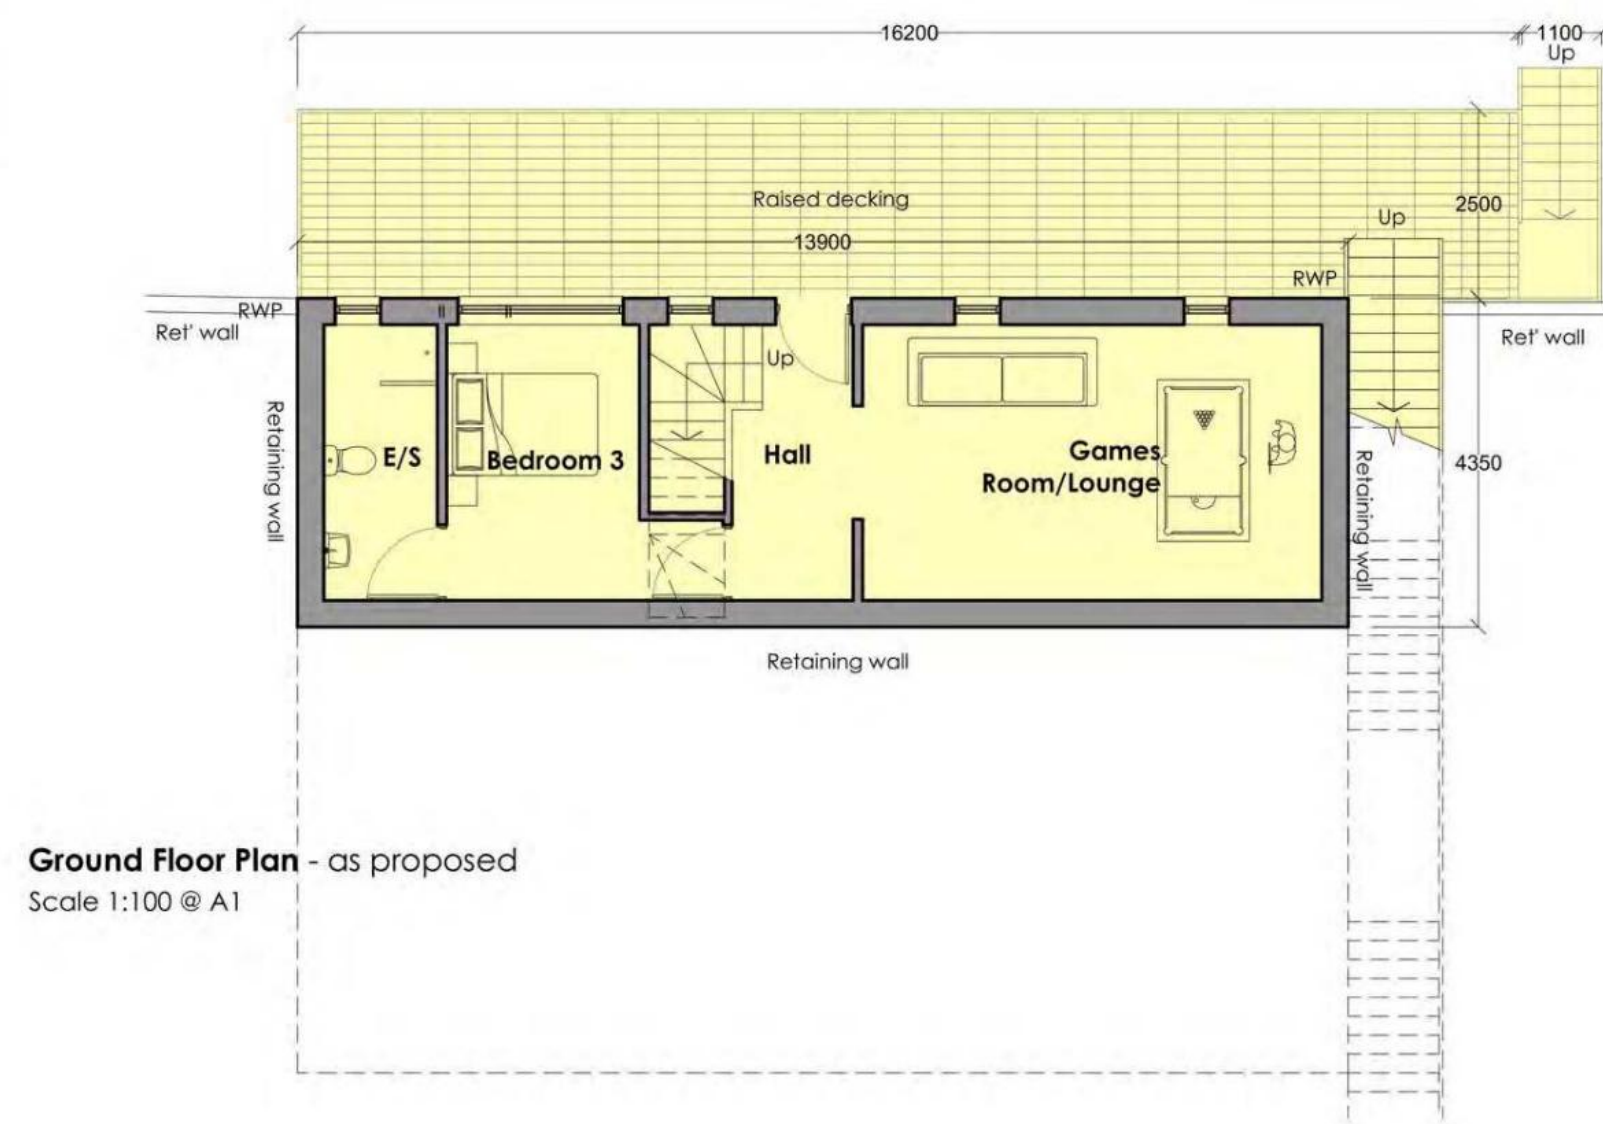 16200
1100
Up
Raised decking
2500
Up
13900
RWP
RWP
Ret' wall
Ret' wall
Up
Retaining wall
E/S
Bedroom 3
Hall
Games
Room/Lounge
Retaining wall
4350
Retaining wall
Ground Floor Plan - as proposed
Scale 1:100 @ A1